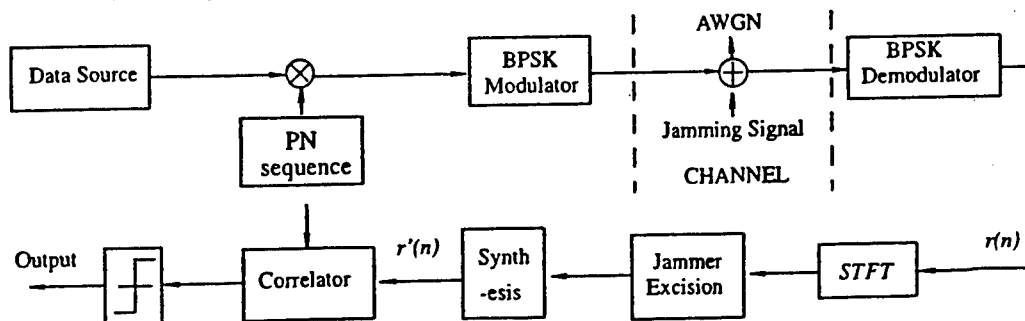 Data Source
PN
sequence
BPSK
Modulator
AWGN
Jamming Signal
CHANNEL
BPSK
Demodulator
r(n)
STFT
Jammer
Excision
Synth
-esis
r'(n)
Correlator
Output